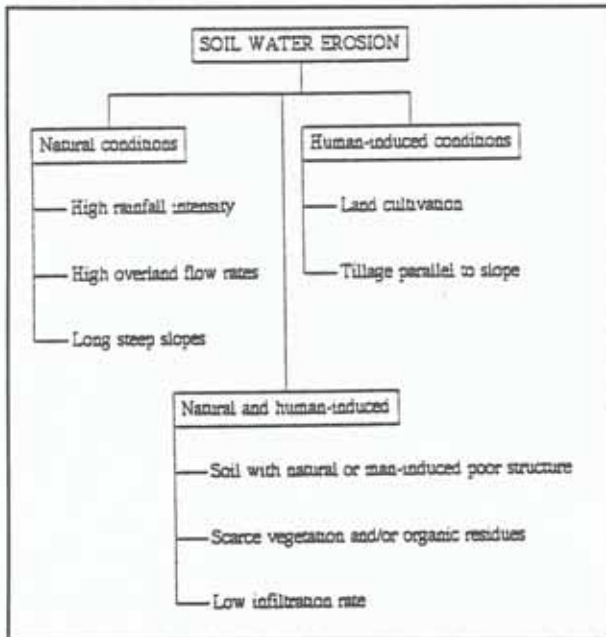 SOIL WATER EROSION
Natural conditions
High rainfall intensity
High overland flow rates
Long steep slopes
Human-induced conditions
Land cultivation
Tillage parallel to slope
Natural and human-induced
Soil with natural or man-induced poor structure
Scarce vegetation and/or organic residues
Low infiltration rate